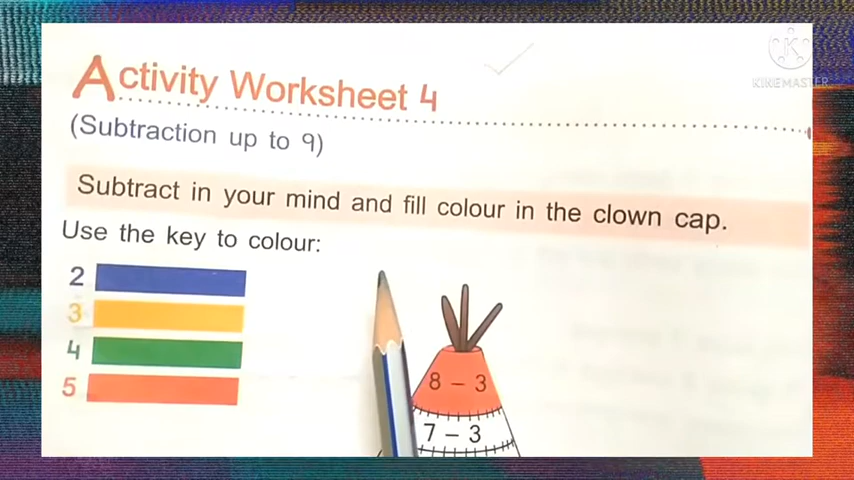 KINEMASTER
Activity Worksheet 4
(Subtraction up to 9)
Subtract in your mind and fill colour in the clown cap.
Use the key to colour:
2
3
4
5
8 – 3
7 – 3